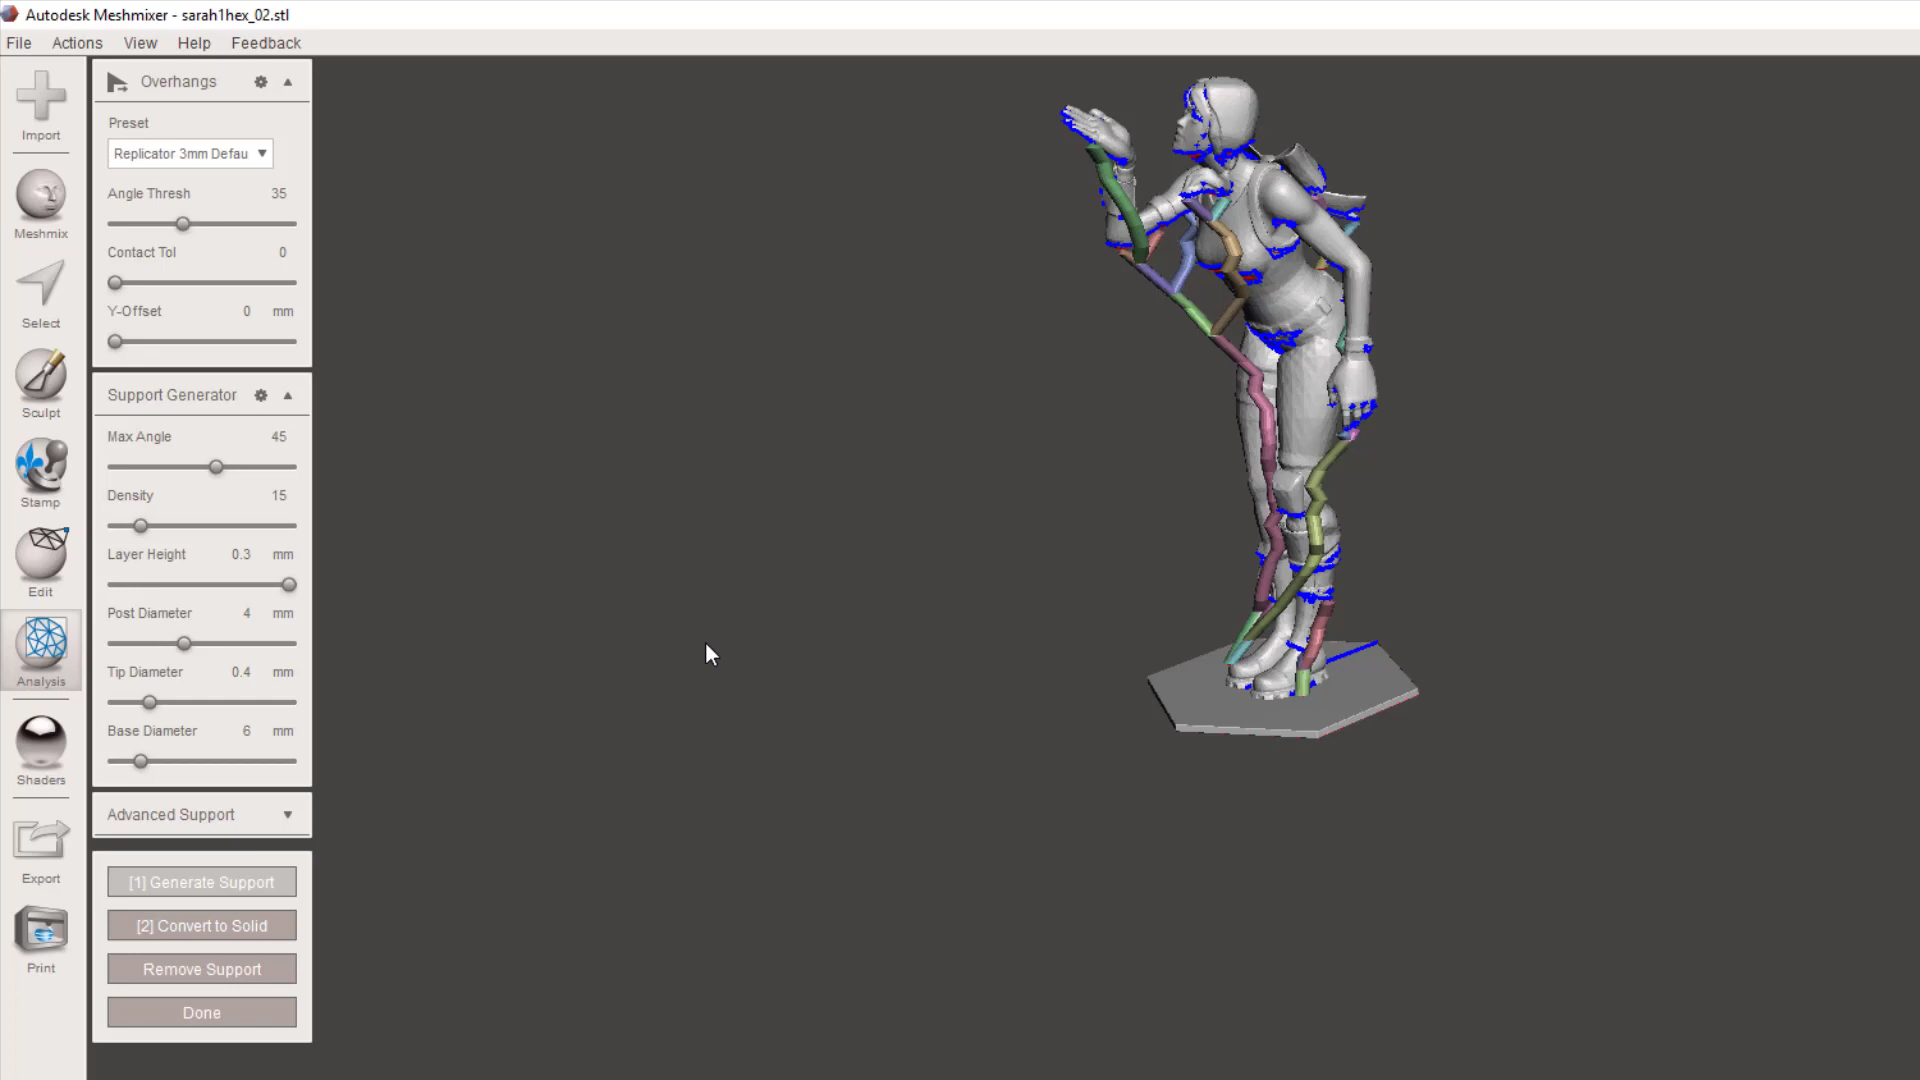 Autodesk Meshmixer - sarah1hex_02.stl
File Actions View Help Feedback
Import
Meshmix
Select
Sculpt
Stamp
Edit
Analysis
Shaders
Export
Print
Overhangs
Preset
Replicator 3mm Defau
Angle Thresh 35
Contact Tol 0
Y-Offset 0 mm
Support Generator
Max Angle 45
Density 15
Layer Height 0.3 mm
Post Diameter 4 mm
Tip Diameter 0.4 mm
Base Diameter 6 mm
Advanced Support
[1] Generate Support
[2] Convert to Solid
Remove Support
Done